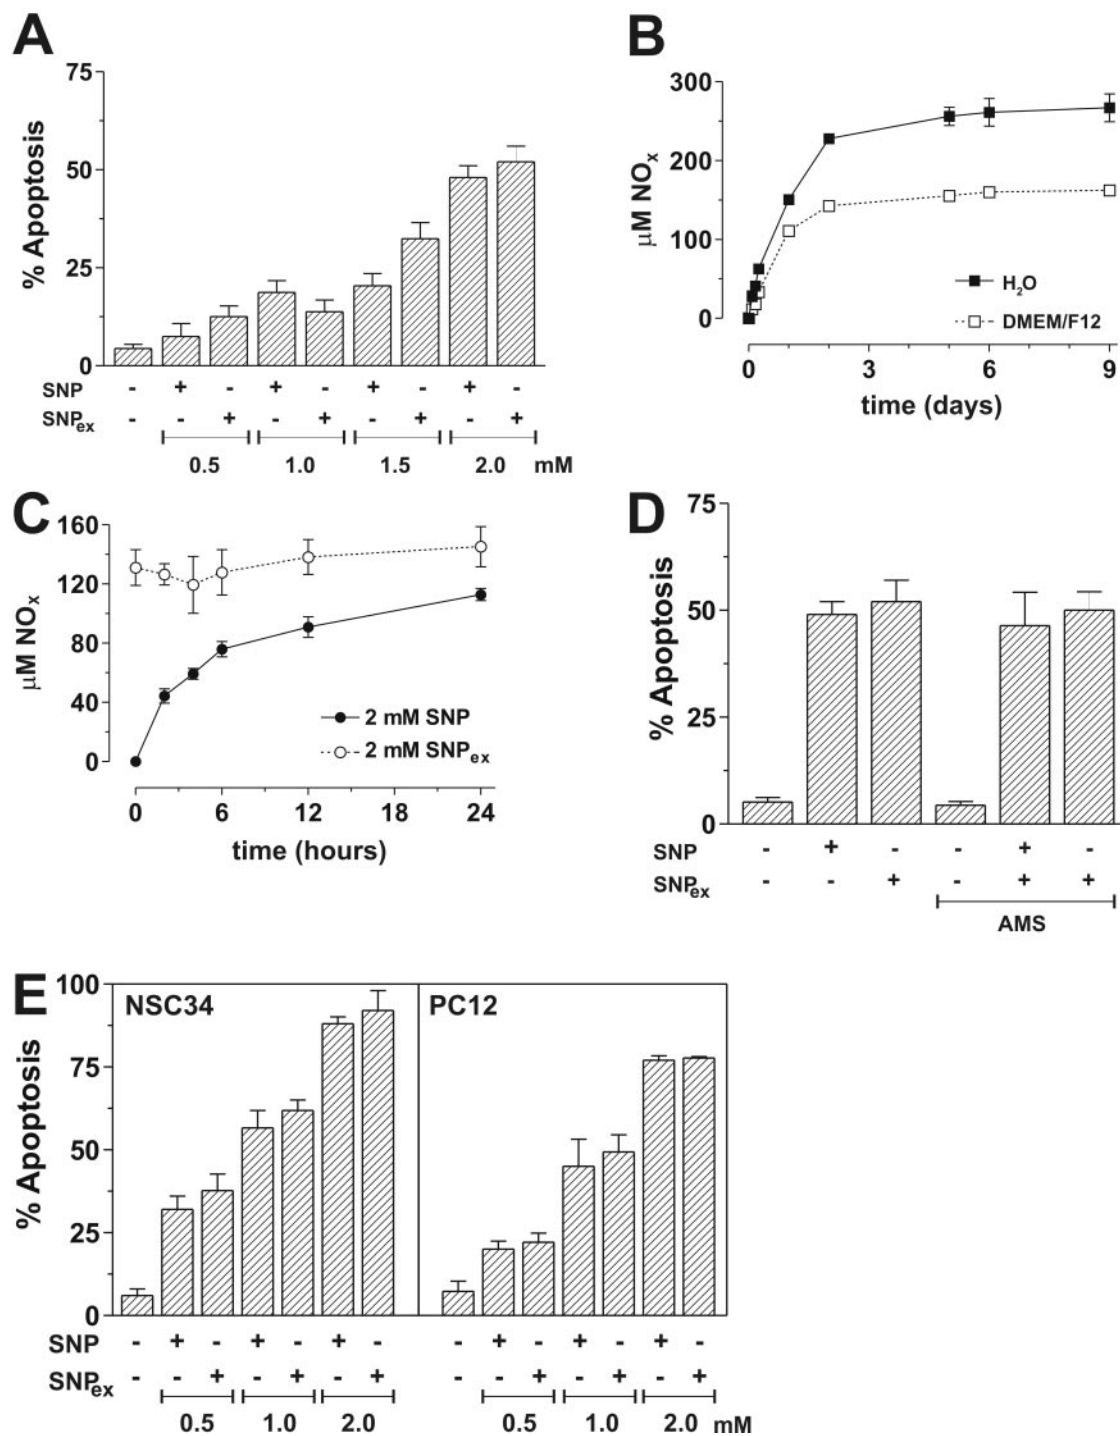 A
% Apoptosis
75
50
25
0
SNP - + - + - + - + -
SNPex - - + - + - + - +
0.5 1.0 1.5 2.0 mM
B
μM NOx
300
200
100
0
H2O
DMEM/F12
0 3 6 9
time (days)
C
μM NOx
160
120
80
40
0
2 mM SNP
2 mM SNPex
0 6 12 24
time (hours)
D
% Apoptosis
75
50
25
0
SNP - + - - + -
SNPex - - + - + +
AMS
E
% Apoptosis
100
75
50
25
0
NSC34 PC12
SNP - + - + - + - - + - + - + -
SNPex - - + - + - + - - + - + - +
0.5 1.0 2.0 0.5 1.0 2.0 mM